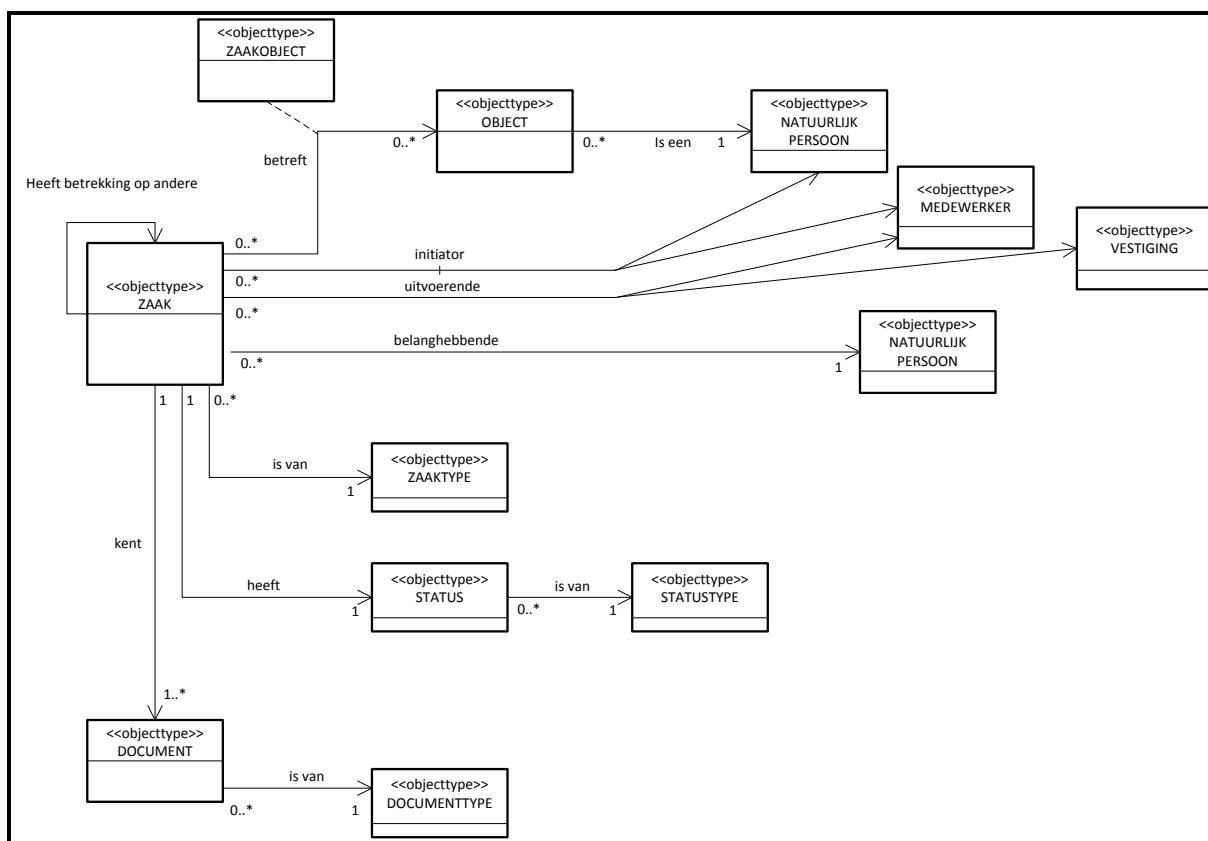 <<objecttype>>
ZAAKOBJECT
<<objecttype>>
OBJECT
<<objecttype>>
NATUURLIJK
PERSOON
0..*
0..*
Is een
1
betreft
Heeft betrekking op andere
<<objecttype>>
MEDEWERKER
<<objecttype>>
VESTIGING
0..*
initiator
0..*
uitvoerende
<<objecttype>>
ZAAK
0..*
<<objecttype>>
NATUURLIJK
PERSOON
belanghebbende
0..*
1
1
1
0..*
<<objecttype>>
ZAAKTYPE
is van
1
kent
<<objecttype>>
STATUS
<<objecttype>>
STATUSTYPE
heeft
is van
1
0..*
1
1..*
<<objecttype>>
DOCUMENT
is van
<<objecttype>>
DOCUMENTTYPE
0..*
1